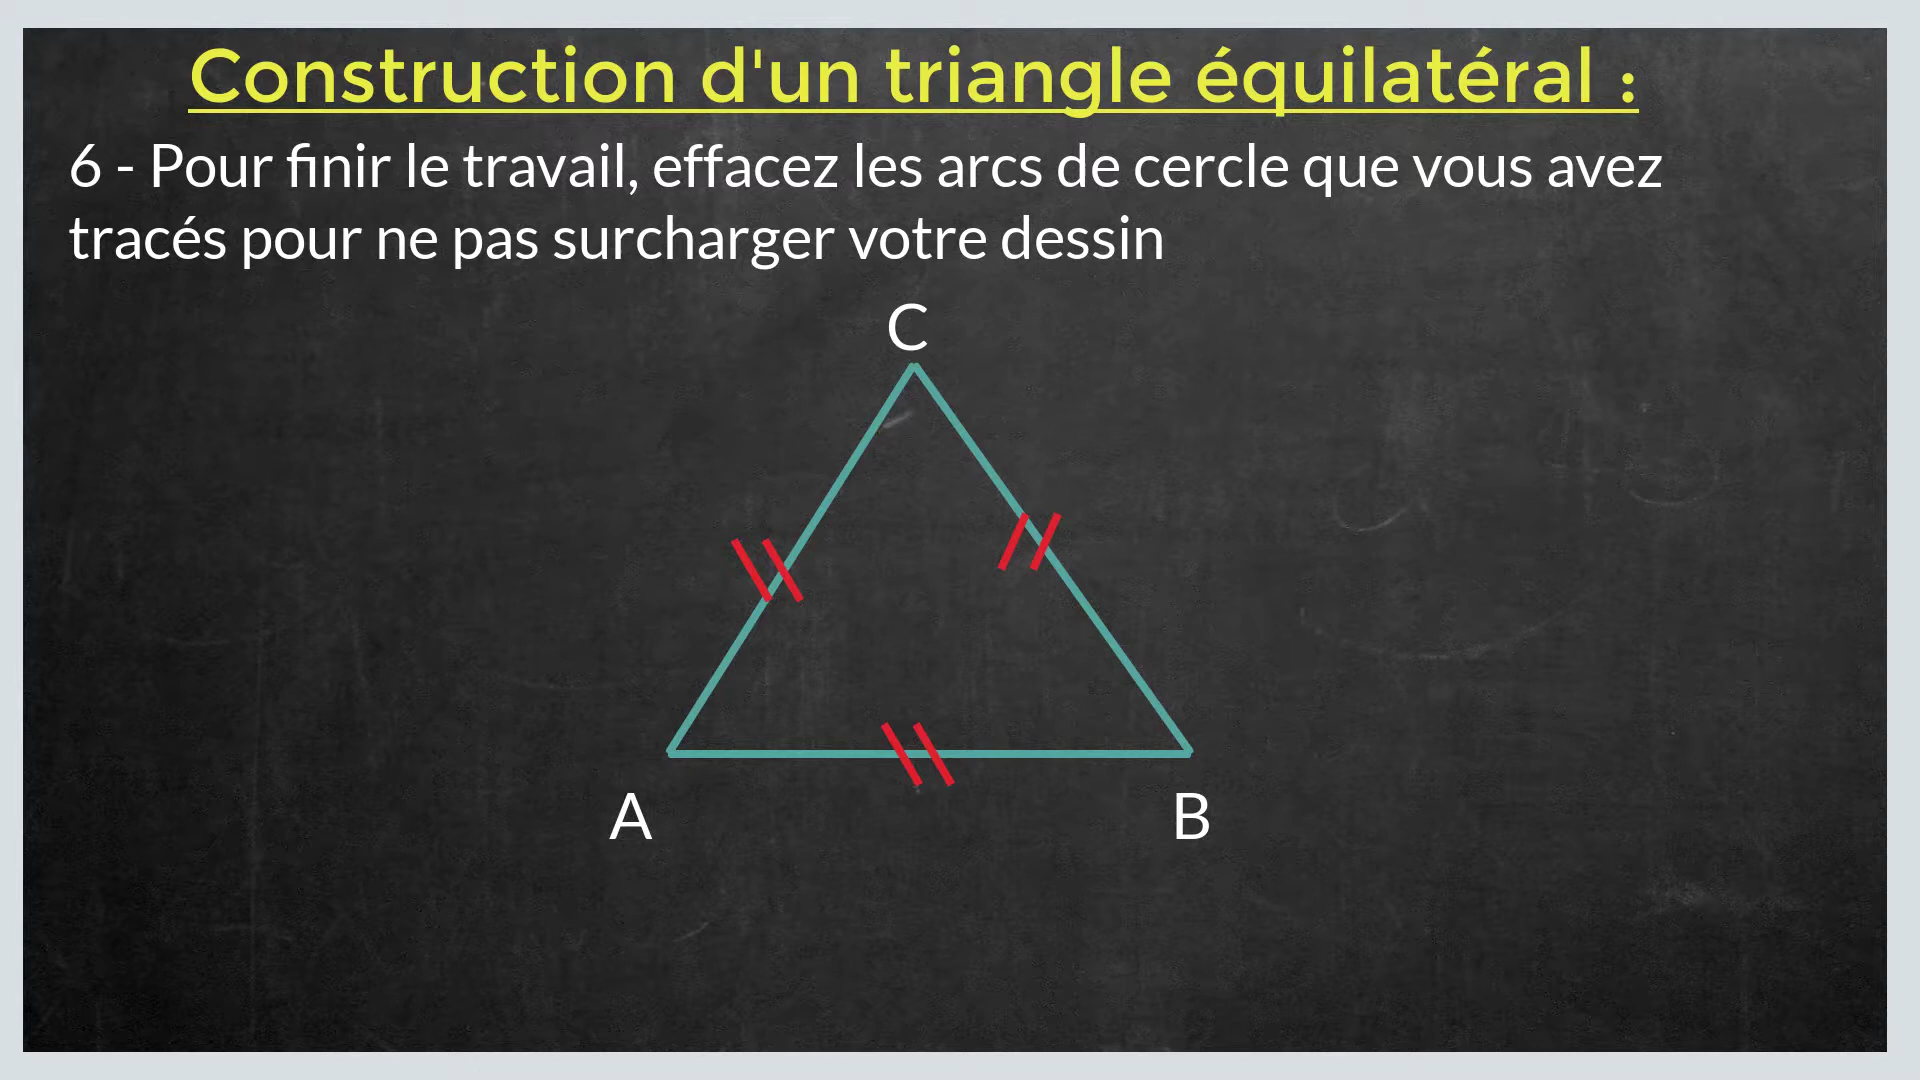 Construction d'un triangle équilatéral :
6 - Pour finir le travail, effacez les arcs de cercle que vous avez
tracés pour ne pas surcharger votre dessin
C
A
B